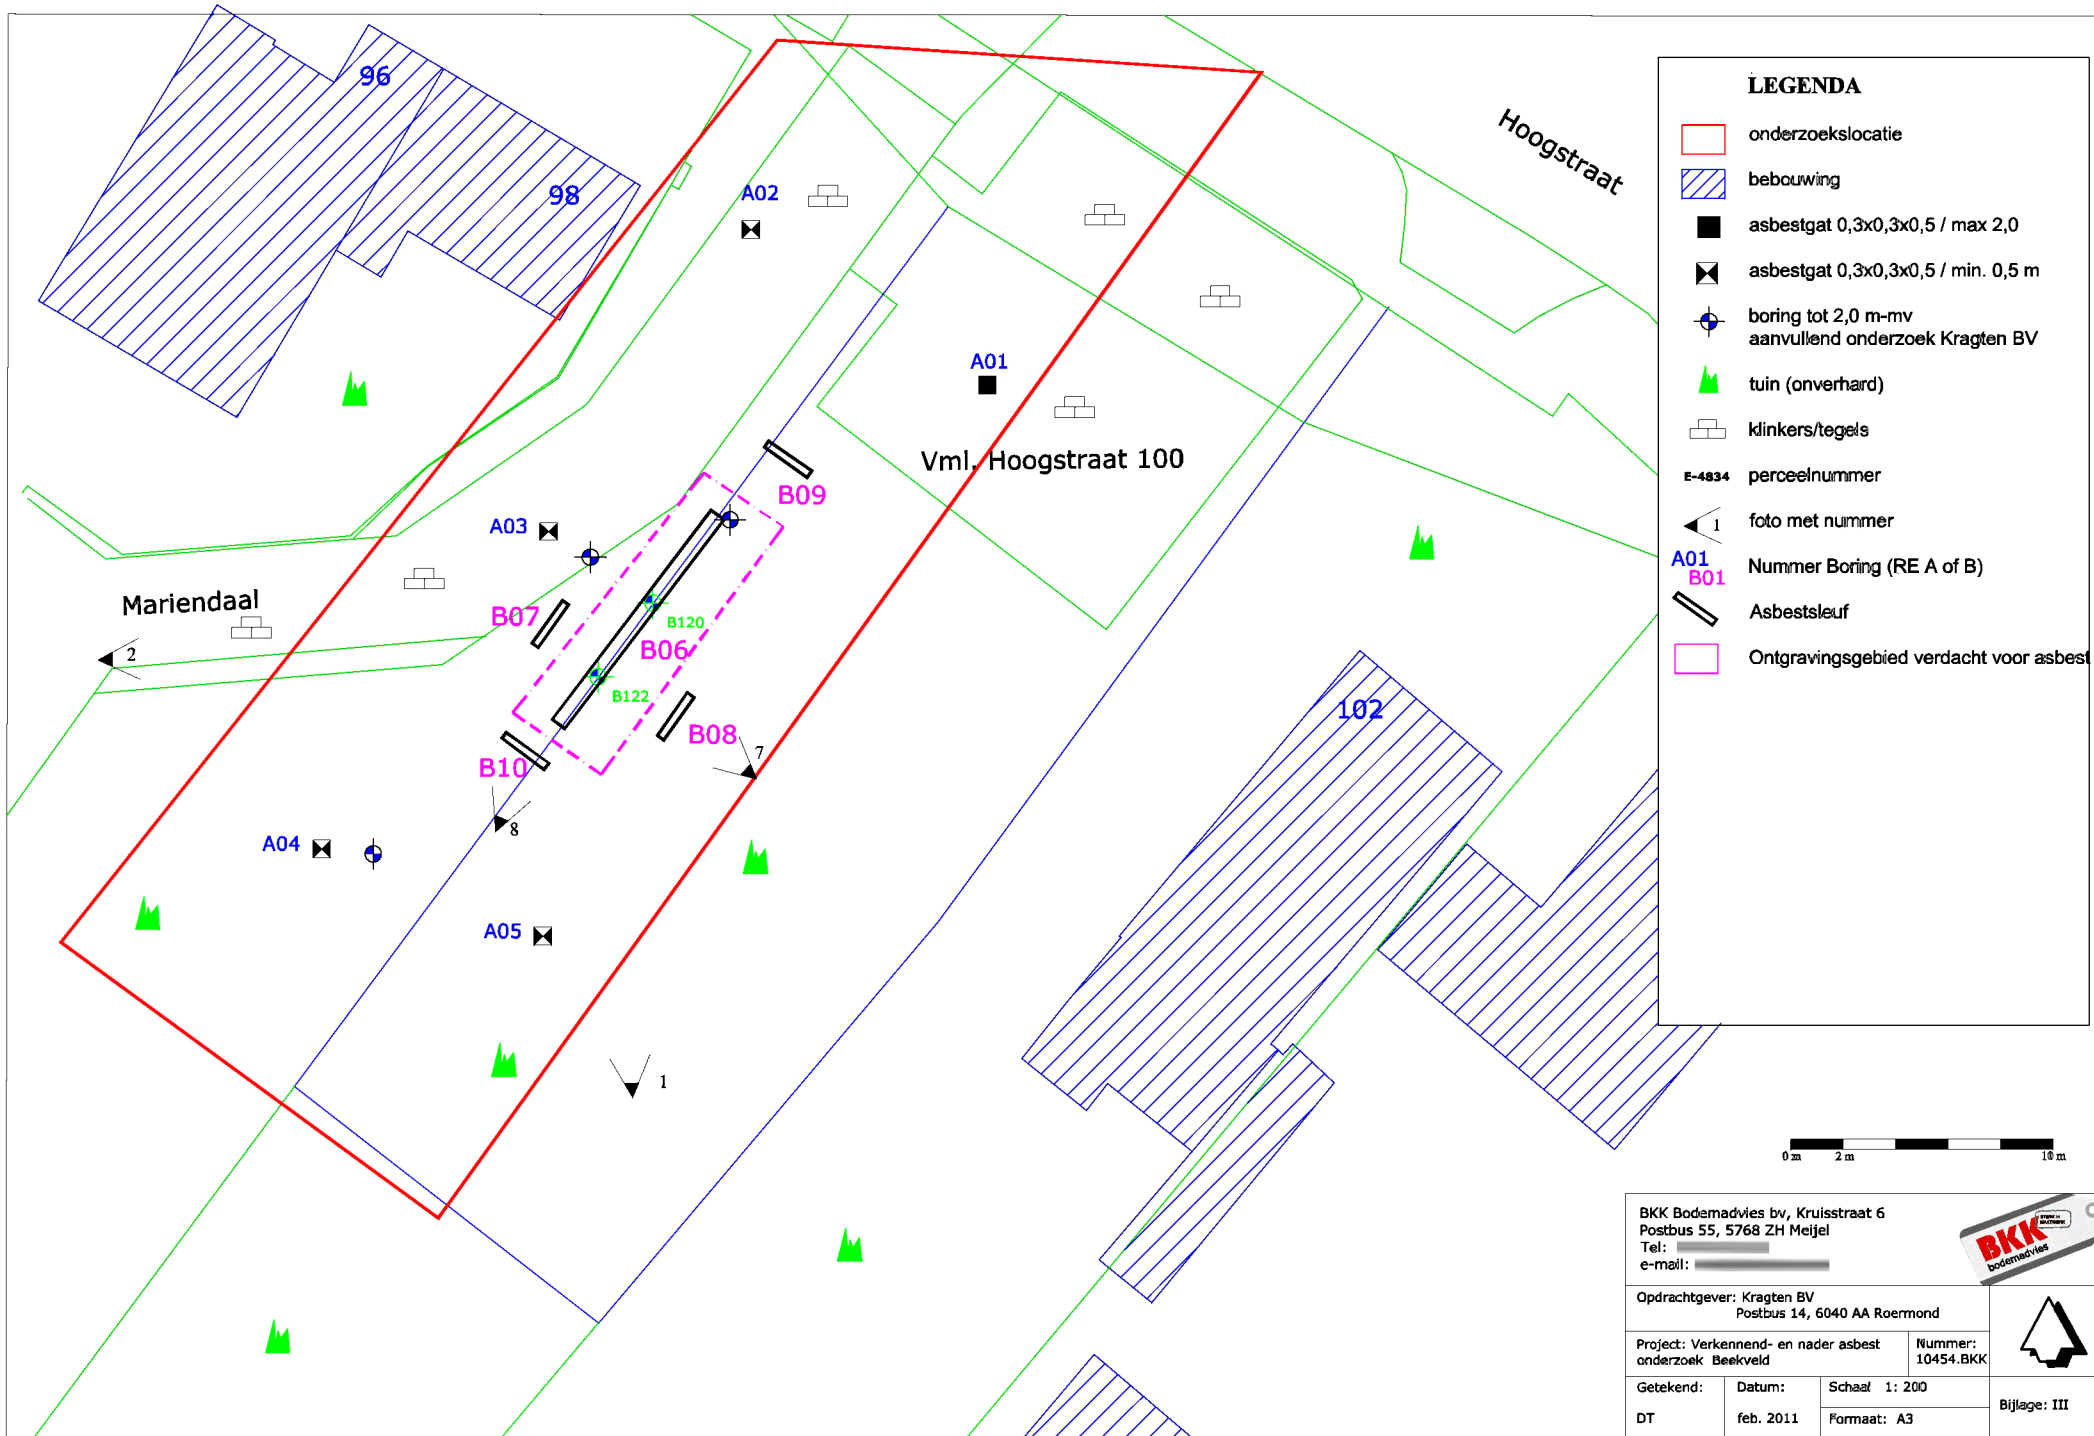 96
98
A02
Hoogstraat
A01
Vml. Hoogstraat 100
B09
A03
B07
B120
B06
B122
B08
B10
Mariendaal
2
7
8
A04
A05
1
102
LEGENDA
onderzoekslocatie
bebouwing
asbestgat 0,3x0,3x0,5 / max 2,0
asbestgat 0,3x0,3x0,5 / min. 0,5 m
boring tot 2,0 m-mv
aanvullend onderzoek Kragten BV
tuin (onverhard)
klinkers/tegels
E-4834 perceelnummer
1 foto met nummer
A01
B01
Nummer Boring (RE A of B)
Asbestsleuf
Ontgravingsgebied verdacht voor asbest
0 m 2 m 10 m
BKK Bodemadvies bv, Kruisstraat 6
Postbus 55, 5768 ZH Meijel
Tel:
e-mail:
BKK
bodemadvies
Opdrachtgever: Kragten BV
Postbus 14, 6040 AA Roermond
Project: Verkennend- en nader asbest
onderzoek Beekveld
Nummer:
10454.BKK
Getekend:
DT
Datum:
feb. 2011
Schaal 1: 200
Formaat: A3
Bijlage: III